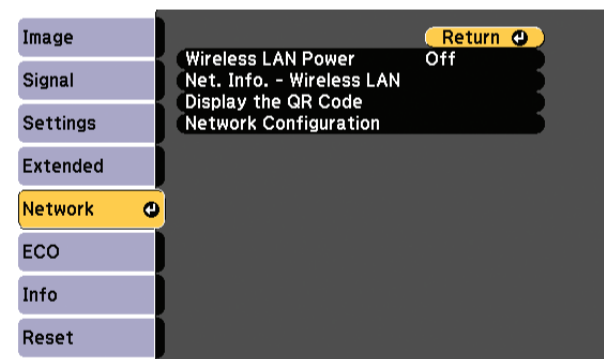 Image
Signal
Settings
Extended
Network
ECO
Info
Reset
Return
Wireless LAN Power Off
Net. Info. - Wireless LAN
Display the QR Code
Network Configuration